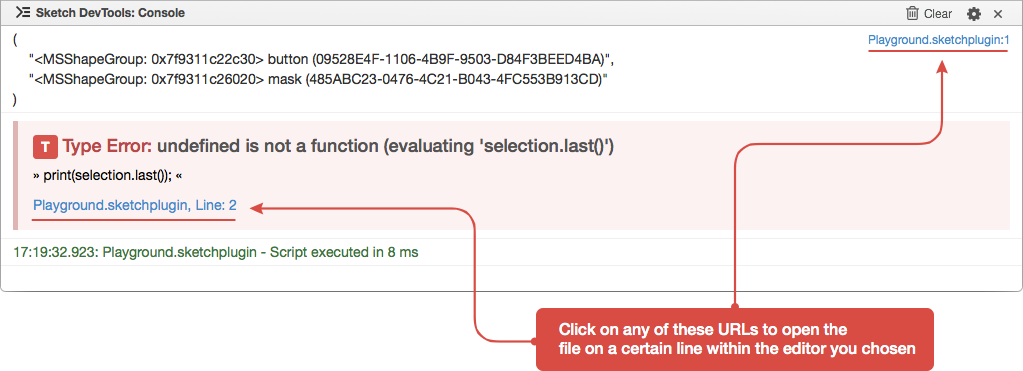 Sketch DevTools: Console
Clear
(
Playground.sketchplugin:1
"<MSShapeGroup: 0x7f9311c22c30> button (09528E4F-1106-4B9F-9503-D84F3BEED4BA)",
"<MSShapeGroup: 0x7f9311c26020> mask (485ABC23-0476-4C21-B043-4FC553B913CD)"
)
T Type Error: undefined is not a function (evaluating 'selection.last()')
» print(selection.last()); «
Playground.sketchplugin, Line: 2
17:19:32.923: Playground.sketchplugin - Script executed in 8 ms
Click on any of these URLs to open the
file on a certain line within the editor you chosen